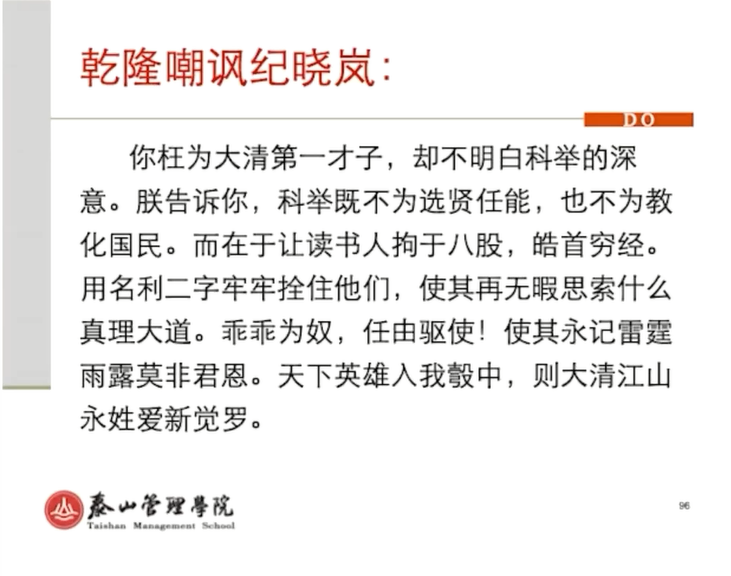 乾隆嘲讽纪晓岚：
DO
你枉为大清第一才子，却不明白科举的深
意。朕告诉你，科举既不为选贤任能，也不为教
化国民。而在于让读书人拘于八股，皓首穷经。
用名利二字牢牢拴住他们，使其再无暇思索什么
真理大道。乖乖为奴，任由驱使！使其永记雷霆
雨露莫非君恩。天下英雄入我彀中，则大清江山
永姓爱新觉罗。
泰山管理學院
Taishan Management School
96